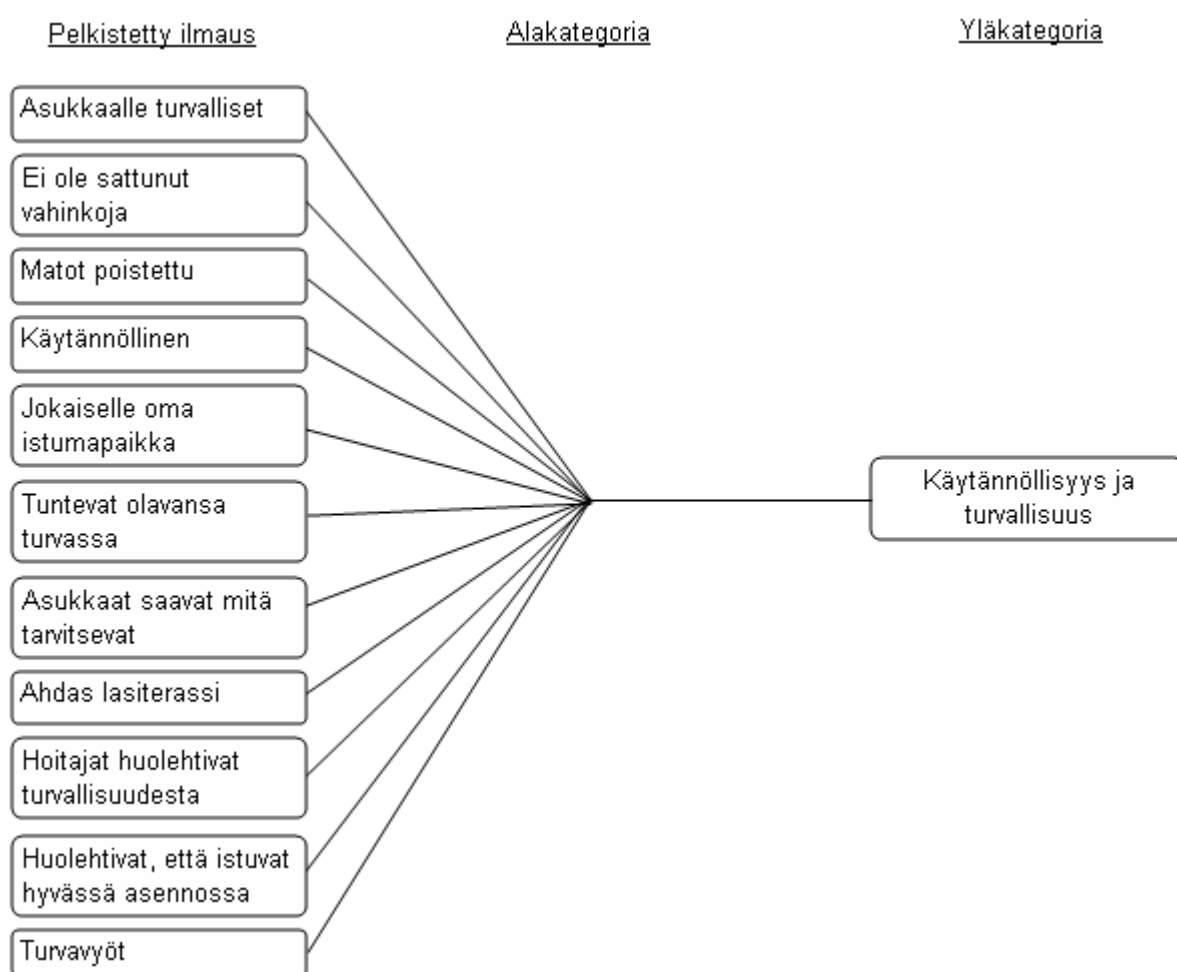 Pelkistetty ilmaus
Alakategoria
Yläkategoria
Asukkaalle turvalliset
Ei ole sattunut
vahinkoja
Matot poistettu
Käytännöllinen
Jokaiselle oma
istumapaikka
Tuntevat olavansa
turvassa
Asukkaat saavat mitä
tarvitsevat
Ahdas lasiterassi
Hoitajat huolehtivat
turvallisuudesta
Huolehtivat, että istuvat
hyvässä asennossa
Turvavyöt
Käytännöllisyys ja
turvallisuus